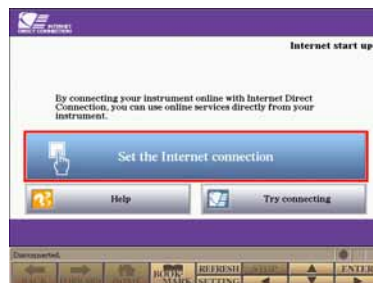 INTERNET
DIRECT CONNECTION
Internet start up
By connecting your instrument online with Internet Direct
Connection, you can use online services directly from your
instrument.
Set the Internet connection
Help
Try connecting
Disconnected.
BACK FORWARD HOME BOOK-
MARK REFRESH STOP ENTER
SETTING